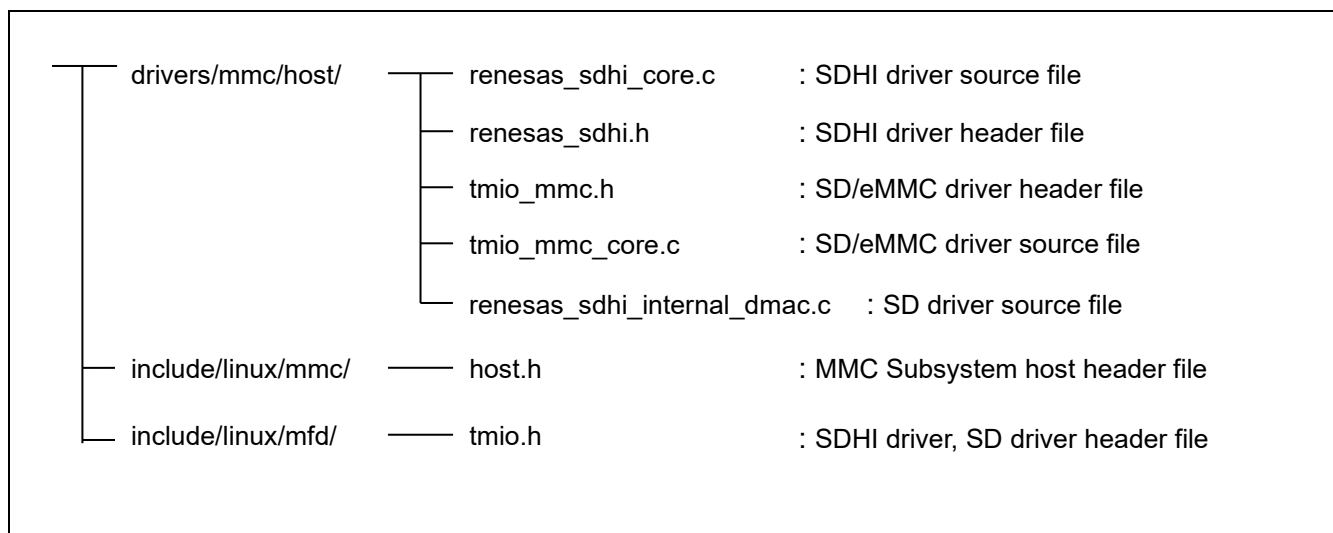 drivers/mmc/host/ renesas_sdhi_core.c : SDHI driver source file
renesas_sdhi.h : SDHI driver header file
tmio_mmc.h : SD/eMMC driver header file
tmio_mmc_core.c : SD/eMMC driver source file
renesas_sdhi_internal_dmac.c : SD driver source file
include/linux/mmc/ host.h : MMC Subsystem host header file
include/linux/mfd/ tmio.h : SDHI driver, SD driver header file